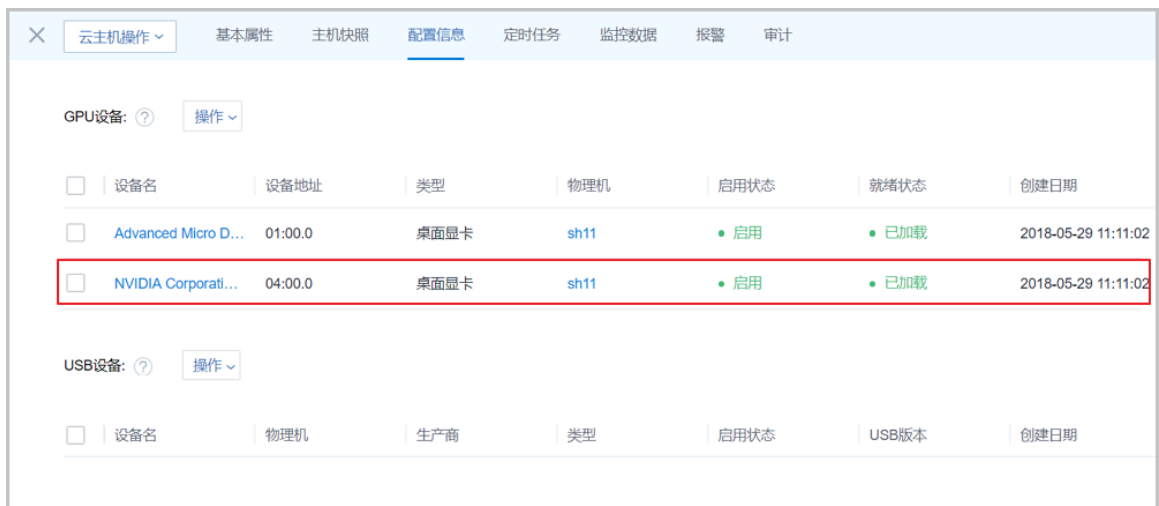 云主机操作 基本属性 主机快照 配置信息 定时任务 监控数据 报警 审计
GPU设备: ? 操作
设备名 设备地址 类型 物理机 启用状态 就绪状态 创建日期
Advanced Micro D... 01:00.0 桌面显卡 sh11 启用 已加载 2018-05-29 11:11:02
NVIDIA Corporati... 04:00.0 桌面显卡 sh11 启用 已加载 2018-05-29 11:11:02
USB设备: ? 操作
设备名 物理机 生产商 类型 启用状态 USB版本 创建日期